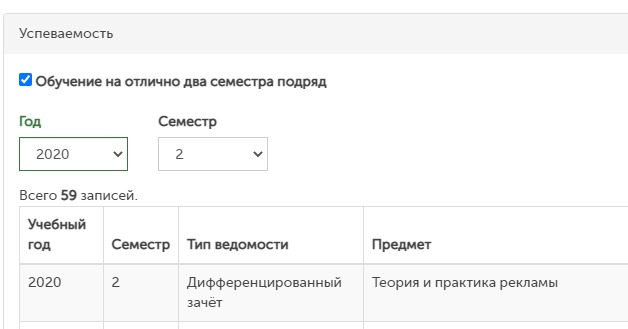 Успеваемость
Обучение на отлично два семестра подряд
Год Семестр
2020 2
Всего 59 записей.
Учебный год Семестр Тип ведомости Предмет
2020 2 Дифференцированный зачёт Теория и практика рекламы